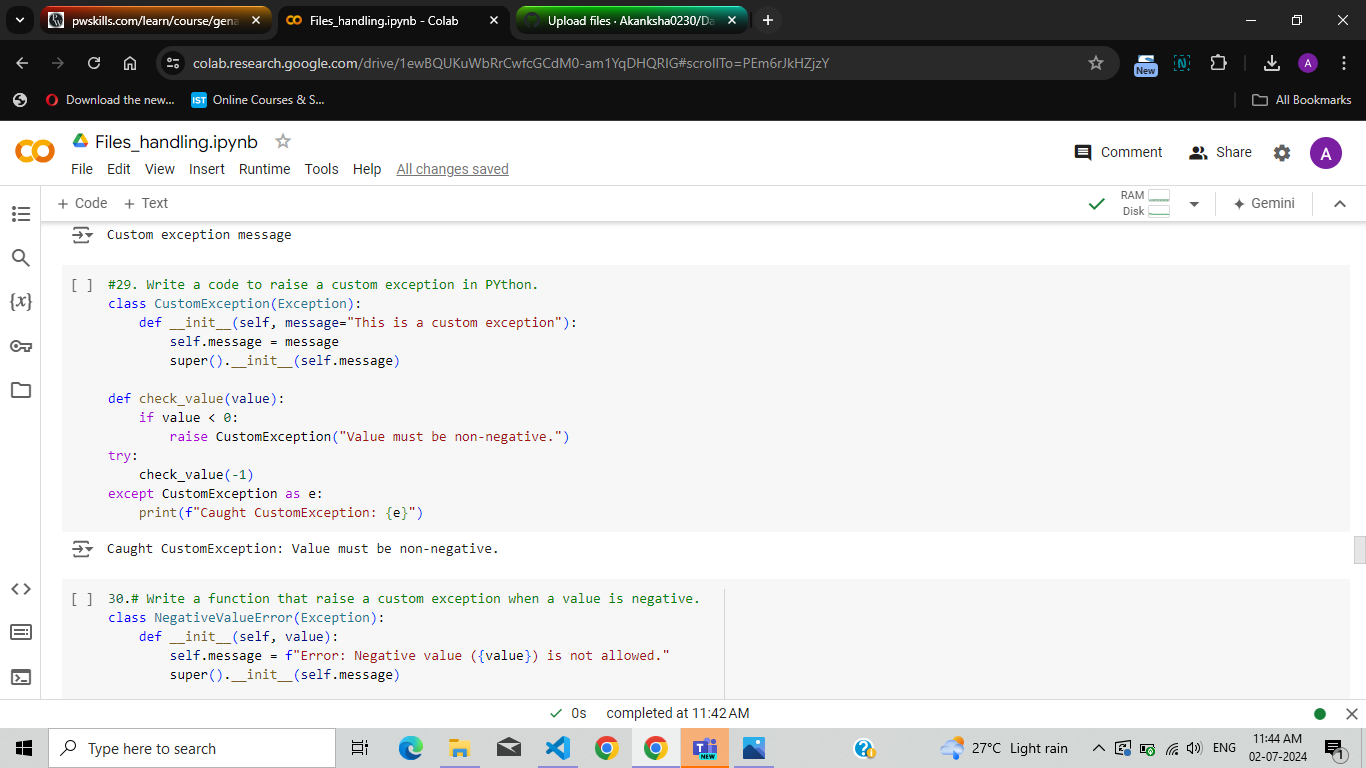 pwskills.com/learn/course/gena
Files_handling.ipynb - Colab
Upload files · Akanksha0230/Da
colab.research.google.com/drive/1ewBQUKuWbRrCwfcGCdM0-am1YqDHQRIG#scrollTo=PEm6rJkHZjzY
New
A
Download the new...
IST
Online Courses & S...
All Bookmarks
Files_handling.ipynb
File Edit View Insert Runtime Tools Help All changes saved
Comment
Share
A
+ Code + Text
RAM
Disk
Gemini
Custom exception message
[ ] #29. Write a code to raise a custom exception in PYthon.
class CustomException(Exception):
    def __init__(self, message="This is a custom exception"):
        self.message = message
        super().__init__(self.message)
def check_value(value):
    if value < 0:
        raise CustomException("Value must be non-negative.")
try:
    check_value(-1)
except CustomException as e:
    print(f"Caught CustomException: {e}")
Caught CustomException: Value must be non-negative.
[ ] 30.# Write a function that raise a custom exception when a value is negative.
class NegativeValueError(Exception):
    def __init__(self, value):
        self.message = f"Error: Negative value ({value}) is not allowed."
        super().__init__(self.message)
0s completed at 11:42 AM
Type here to search
NEW
27°C Light rain
ENG
11:44 AM
02-07-2024
1